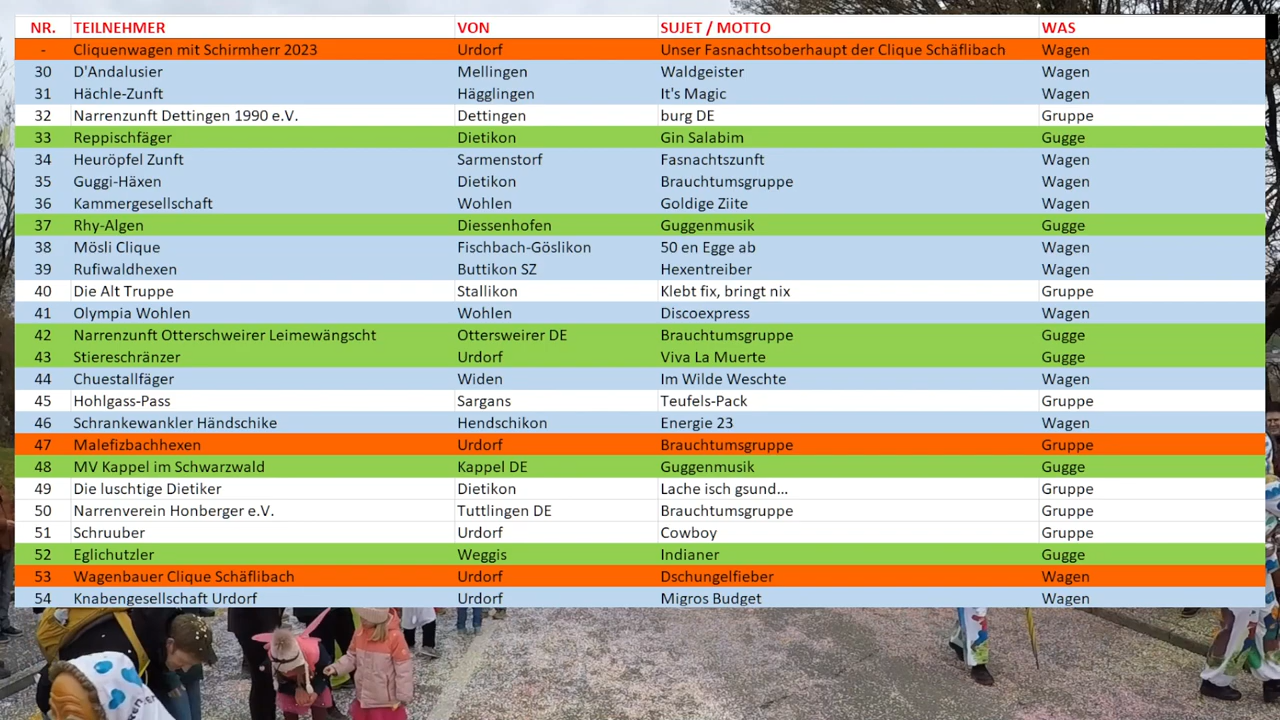 NR. TEILNEHMER VON SUJET / MOTTO WAS
- Cliquenwagen mit Schirmherr 2023 Urdorf Unser Fasnachtsoberhaupt der Clique Schäflibach Wagen
30 D'Andalusier Mellingen Waldgeister Wagen
31 Hächle-Zunft Hägglingen It's Magic Wagen
32 Narrenzunft Dettingen 1990 e.V. Dettingen burg DE Gruppe
33 Reppischfäger Dietikon Gin Salabim Gugge
34 Heuröpfel Zunft Sarmenstorf Fasnachtszunft Wagen
35 Guggi-Häxen Dietikon Brauchtumsgruppe Wagen
36 Kammergesellschaft Wohlen Goldige Ziite Wagen
37 Rhy-Algen Diessenhofen Guggenmusik Gugge
38 Mösli Clique Fischbach-Göslikon 50 en Egge ab Wagen
39 Rufiwaldhexen Buttikon SZ Hexentreiber Wagen
40 Die Alt Truppe Stallikon Klebt fix, bringt nix Gruppe
41 Olympia Wohlen Wohlen Discoexpress Wagen
42 Narrenzunft Otterschweirer Leimewängscht Ottersweirer DE Brauchtumsgruppe Gugge
43 Stiereschränzer Urdorf Viva La Muerte Gugge
44 Chuestallfäger Widen Im Wilde Weschte Wagen
45 Hohlgass-Pass Sargans Teufels-Pack Gruppe
46 Schrankewankler Händschike Hendschikon Energie 23 Wagen
47 Malefizbachhexen Urdorf Brauchtumsgruppe Gruppe
48 MV Kappel im Schwarzwald Kappel DE Guggenmusik Gugge
49 Die luschtige Dietiker Dietikon Lache isch gsund... Gruppe
50 Narrenverein Honberger e.V. Tuttlingen DE Brauchtumsgruppe Gruppe
51 Schruuber Urdorf Cowboy Gruppe
52 Eglichutzler Weggis Indianer Gugge
53 Wagenbauer Clique Schäflibach Urdorf Dschungelfieber Wagen
54 Knabengesellschaft Urdorf Urdorf Migros Budget Wagen